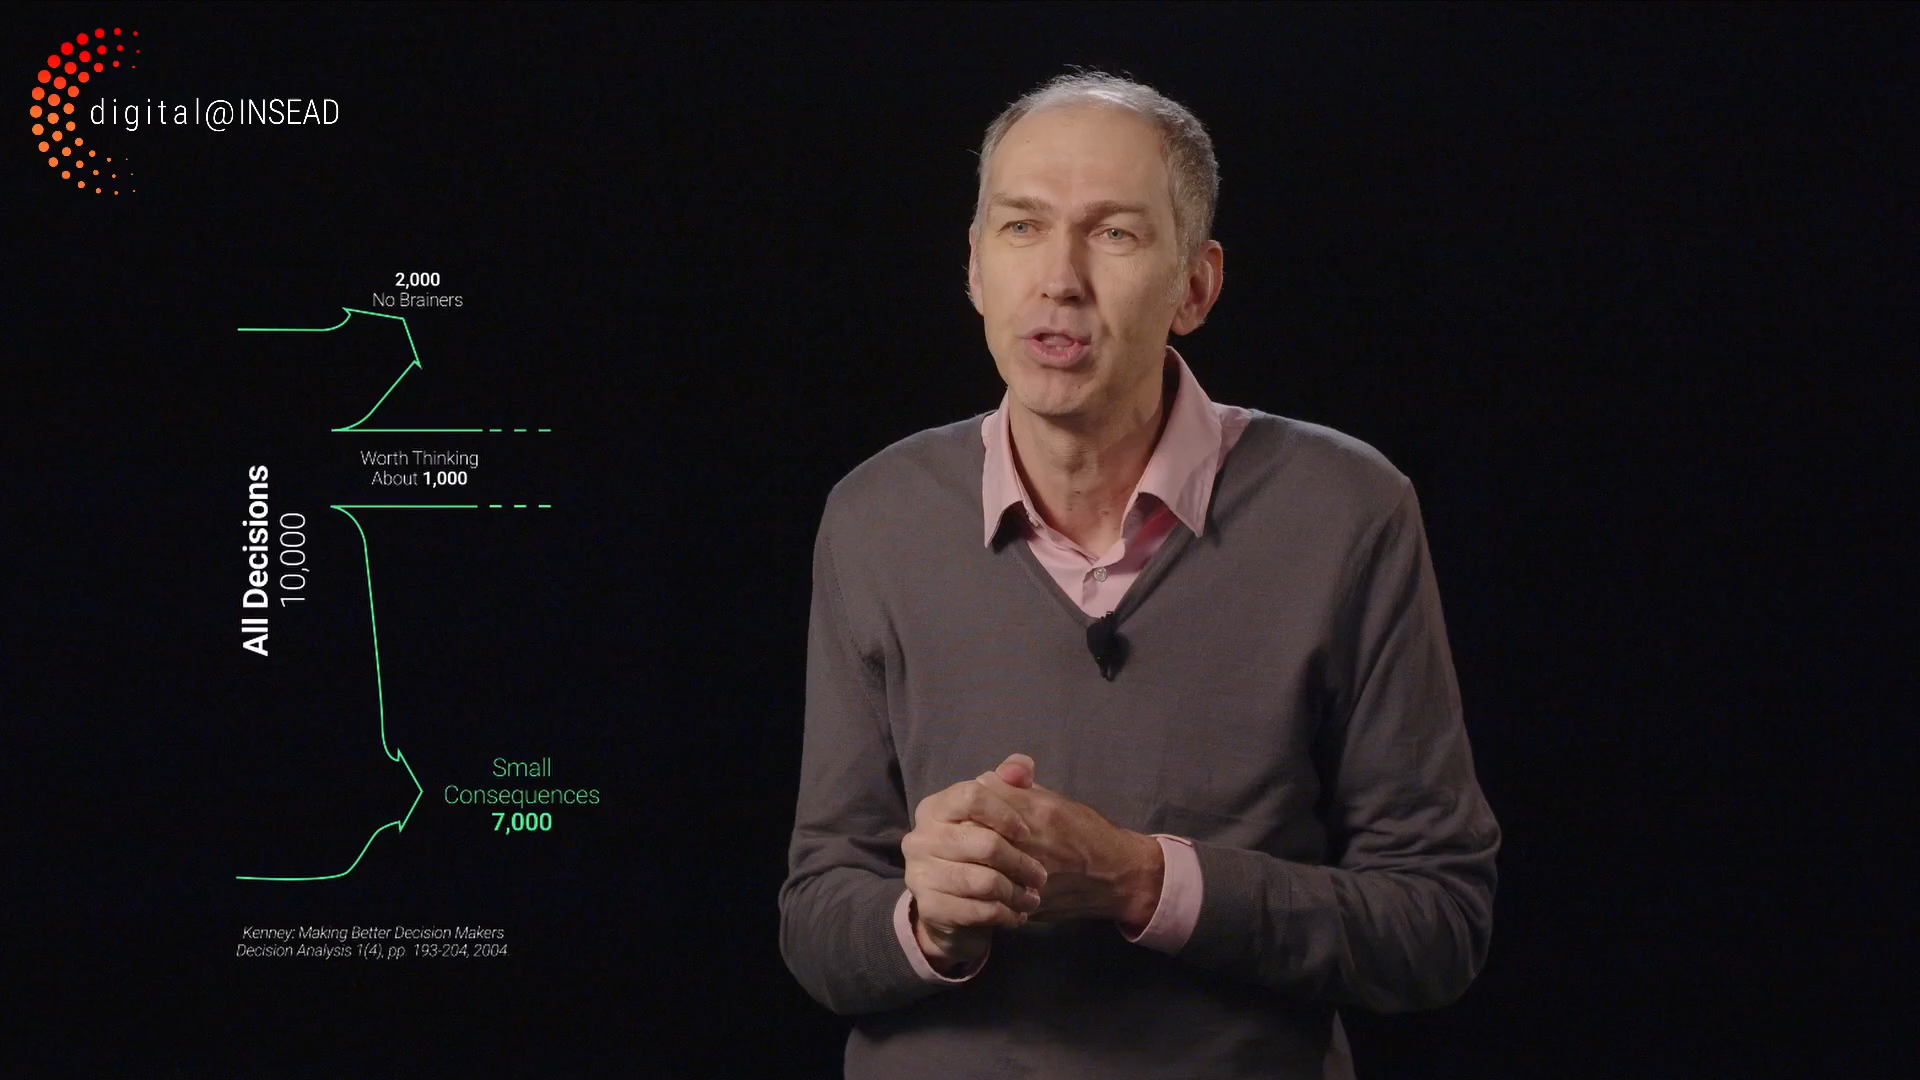 digital@INSEAD
2,000
No Brainers
Worth Thinking
About 1,000
All Decisions
10,000
Small
Consequences
7,000
Kenney: Making Better Decision Makers
Decision Analysis 1(4), pp. 193-204, 2004.